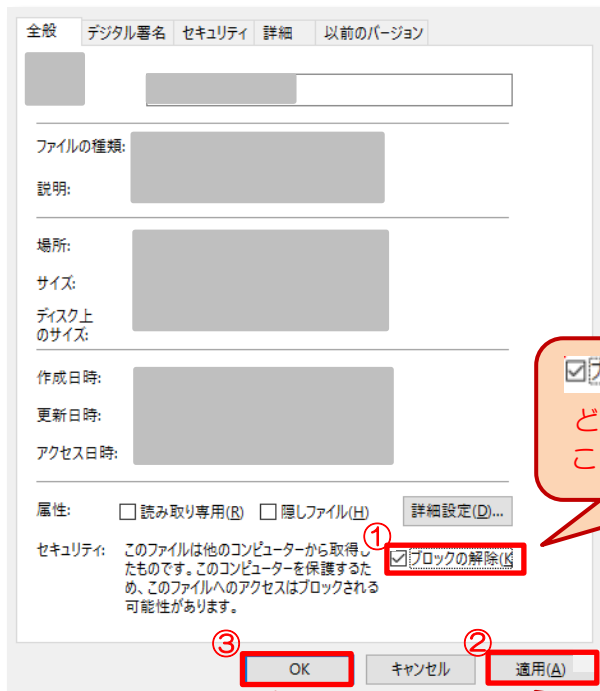 全般 デジタル署名 セキュリティ 詳細 以前のバージョン
ファイルの種類:
説明:
場所:
サイズ:
ディスク上
のサイズ:
作成日時:
更新日時:
アクセス日時:
属性: 読み取り専用(R) 隠しファイル(H) 詳細設定(D)...
①
セキュリティ: このファイルは他のコンピューターから取得し
たものです。このコンピューターを保護するた
め、このファイルへのアクセスはブロックされる
可能性があります。
ブロックの解除(K
ど
こ
③ ②
OK キャンセル 適用(A)